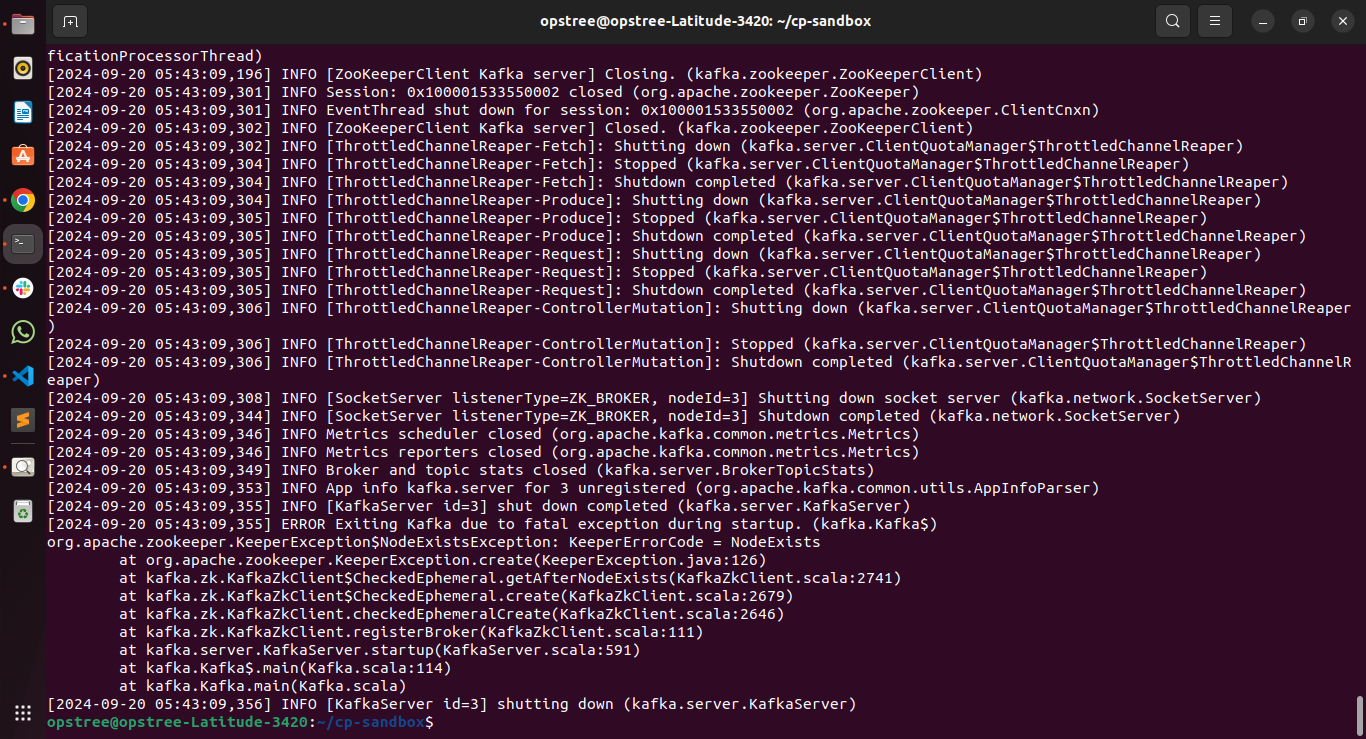 opstree@opstree-Latitude-3420: ~/cp-sandbox
ficationProcessorThread)
[2024-09-20 05:43:09,196] INFO [ZooKeeperClient Kafka server] Closing. (kafka.zookeeper.ZooKeeperClient)
[2024-09-20 05:43:09,301] INFO Session: 0x100001533550002 closed (org.apache.zookeeper.ZooKeeper)
[2024-09-20 05:43:09,301] INFO EventThread shut down for session: 0x100001533550002 (org.apache.zookeeper.ClientCnxn)
[2024-09-20 05:43:09,302] INFO [ZooKeeperClient Kafka server] Closed. (kafka.zookeeper.ZooKeeperClient)
[2024-09-20 05:43:09,302] INFO [ThrottledChannelReaper-Fetch]: Shutting down (kafka.server.ClientQuotaManager$ThrottledChannelReaper)
[2024-09-20 05:43:09,304] INFO [ThrottledChannelReaper-Fetch]: Stopped (kafka.server.ClientQuotaManager$ThrottledChannelReaper)
[2024-09-20 05:43:09,304] INFO [ThrottledChannelReaper-Fetch]: Shutdown completed (kafka.server.ClientQuotaManager$ThrottledChannelReaper)
[2024-09-20 05:43:09,304] INFO [ThrottledChannelReaper-Produce]: Shutting down (kafka.server.ClientQuotaManager$ThrottledChannelReaper)
[2024-09-20 05:43:09,305] INFO [ThrottledChannelReaper-Produce]: Stopped (kafka.server.ClientQuotaManager$ThrottledChannelReaper)
[2024-09-20 05:43:09,305] INFO [ThrottledChannelReaper-Produce]: Shutdown completed (kafka.server.ClientQuotaManager$ThrottledChannelReaper)
[2024-09-20 05:43:09,305] INFO [ThrottledChannelReaper-Request]: Shutting down (kafka.server.ClientQuotaManager$ThrottledChannelReaper)
[2024-09-20 05:43:09,305] INFO [ThrottledChannelReaper-Request]: Stopped (kafka.server.ClientQuotaManager$ThrottledChannelReaper)
[2024-09-20 05:43:09,305] INFO [ThrottledChannelReaper-Request]: Shutdown completed (kafka.server.ClientQuotaManager$ThrottledChannelReaper)
[2024-09-20 05:43:09,306] INFO [ThrottledChannelReaper-ControllerMutation]: Shutting down (kafka.server.ClientQuotaManager$ThrottledChannelReaper
)
[2024-09-20 05:43:09,306] INFO [ThrottledChannelReaper-ControllerMutation]: Stopped (kafka.server.ClientQuotaManager$ThrottledChannelReaper)
[2024-09-20 05:43:09,306] INFO [ThrottledChannelReaper-ControllerMutation]: Shutdown completed (kafka.server.ClientQuotaManager$ThrottledChannelR
eaper)
[2024-09-20 05:43:09,308] INFO [SocketServer listenerType=ZK_BROKER, nodeId=3] Shutting down socket server (kafka.network.SocketServer)
[2024-09-20 05:43:09,344] INFO [SocketServer listenerType=ZK_BROKER, nodeId=3] Shutdown completed (kafka.network.SocketServer)
[2024-09-20 05:43:09,346] INFO Metrics scheduler closed (org.apache.kafka.common.metrics.Metrics)
[2024-09-20 05:43:09,346] INFO Metrics reporters closed (org.apache.kafka.common.metrics.Metrics)
[2024-09-20 05:43:09,349] INFO Broker and topic stats closed (kafka.server.BrokerTopicStats)
[2024-09-20 05:43:09,353] INFO App info kafka.server for 3 unregistered (org.apache.kafka.common.utils.AppInfoParser)
[2024-09-20 05:43:09,355] INFO [KafkaServer id=3] shut down completed (kafka.server.KafkaServer)
[2024-09-20 05:43:09,355] ERROR Exiting Kafka due to fatal exception during startup. (kafka.Kafka$)
org.apache.zookeeper.KeeperException$NodeExistsException: KeeperErrorCode = NodeExists
at org.apache.zookeeper.KeeperException.create(KeeperException.java:126)
at kafka.zk.KafkaZkClient$CheckedEphemeral.getAfterNodeExists(KafkaZkClient.scala:2741)
at kafka.zk.KafkaZkClient$CheckedEphemeral.create(KafkaZkClient.scala:2679)
at kafka.zk.KafkaZkClient.checkedEphemeralCreate(KafkaZkClient.scala:2646)
at kafka.zk.KafkaZkClient.registerBroker(KafkaZkClient.scala:111)
at kafka.server.KafkaServer.startup(KafkaServer.scala:591)
at kafka.Kafka$.main(Kafka.scala:114)
at kafka.Kafka.main(Kafka.scala)
[2024-09-20 05:43:09,356] INFO [KafkaServer id=3] shutting down (kafka.server.KafkaServer)
opstree@opstree-Latitude-3420:~/cp-sandbox$